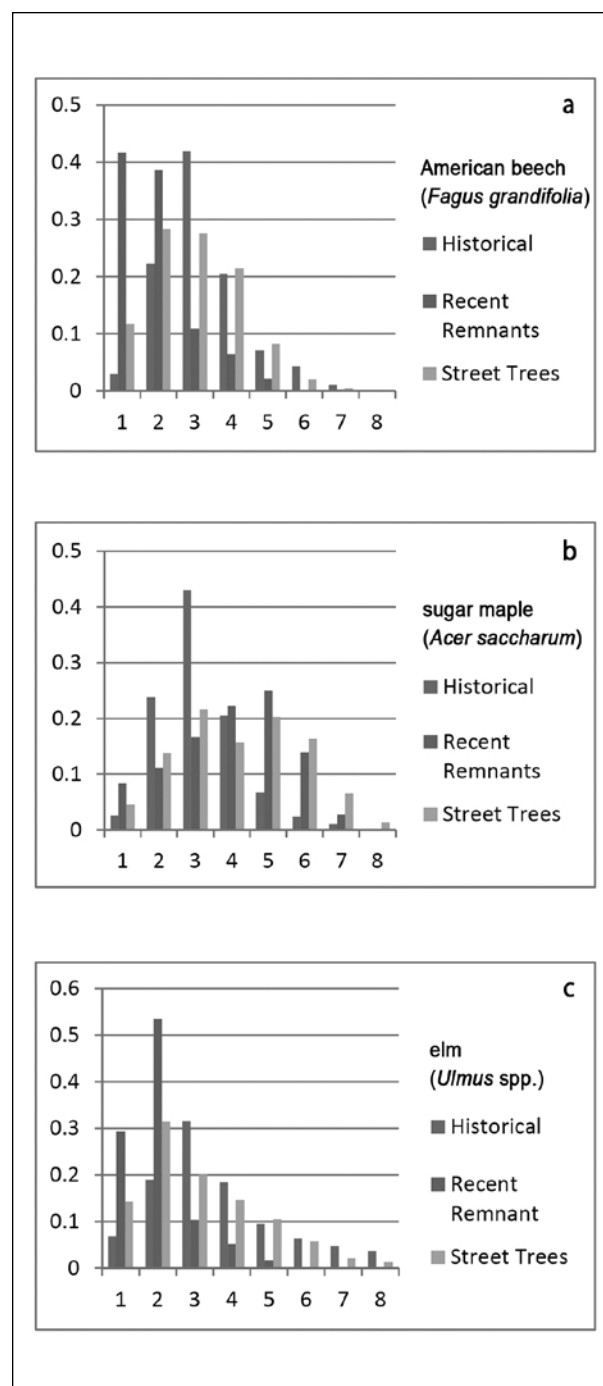 a
0.5
0.4
0.3
0.2
0.1
0
1 2 3 4 5 6 7 8
American beech
(Fagus grandifolia)
Historical
Recent
Remnants
Street Trees
b
0.5
0.4
0.3
0.2
0.1
0
1 2 3 4 5 6 7 8
sugar maple
(Acer saccharum)
Historical
Recent
Remnants
Street Trees
c
0.6
0.5
0.4
0.3
0.2
0.1
0
1 2 3 4 5 6 7 8
elm
(Ulmus spp.)
Historical
Recent
Remnant
Street Trees